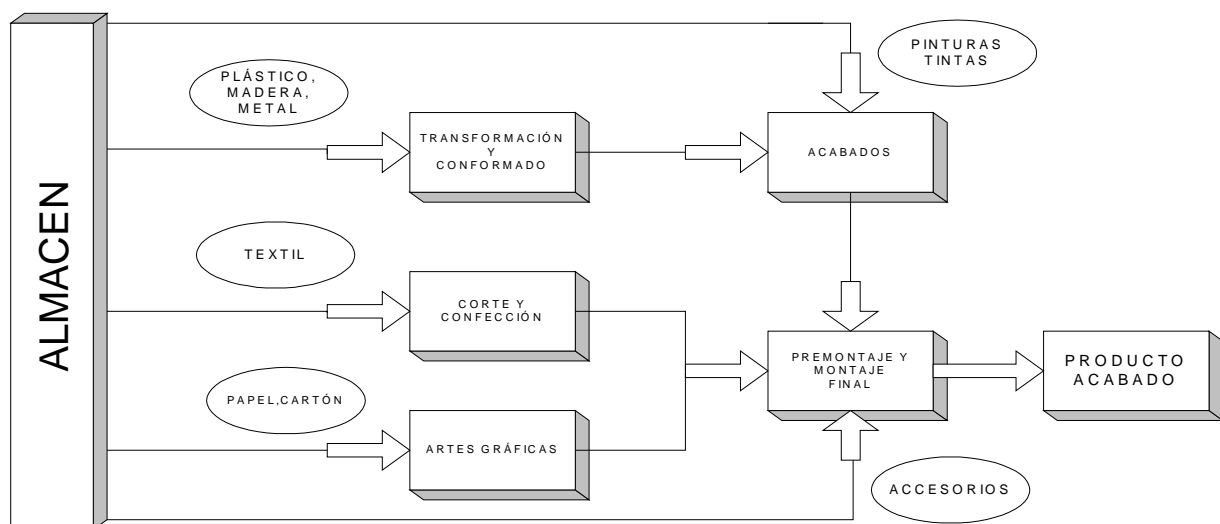 ALMACEN
PINTURAS
TINTAS
PLÁSTICO,
MADERA,
METAL
TRANSFORMACIÓN
Y
CONFORMADO
ACABADOS
TEXTIL
CORTE Y
CONFECCIÓN
PREMONTAJE Y
MONTAJE
FINAL
PRODUCTO
ACABADO
PAPEL,CARTÓN
ARTES GRÁFICAS
ACCESORIOS